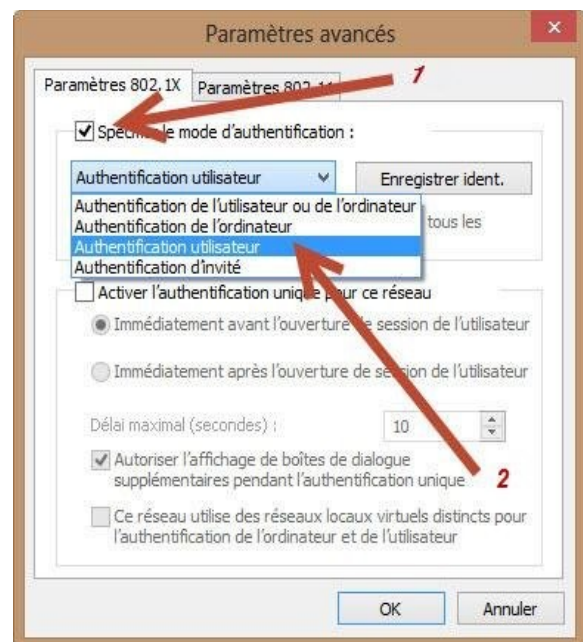 Paramètres avancés
Paramètres 802.1X Paramètres
1
le mode d'authentification :
Authentification utilisateur Enregistrer ident.
Authentification de l'utilisateur ou de l'ordinateur
Authentification de l'ordinateur
tous les
Authentification utilisateur
Authentification d'invité
Activer l'authentification unique pour ce réseau
Immédiatement avant l'ouverture de session de l'utilisateur
Immédiatement après l'ouverture de session de l'utilisateur
Délai maximal (secondes) : 10
Autoriser l'affichage de boîtes de dialogue
supplémentaires pendant l'authentification unique
2
Ce réseau utilise des réseaux locaux virtuels distincts pour
l'authentification de l'ordinateur et de l'utilisateur
OK Annuler